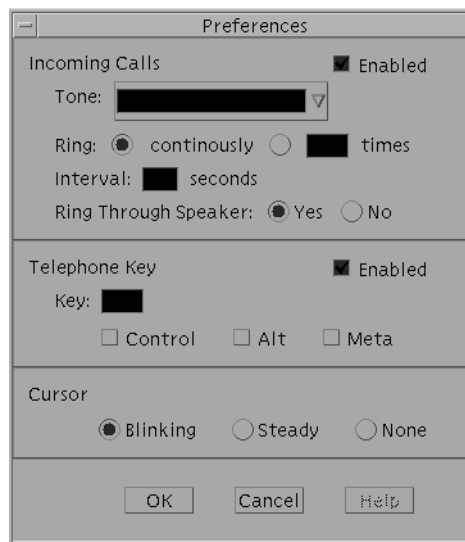 Preferences
Incoming Calls Enabled
Tone:
Ring: continously times
Interval: seconds
Ring Through Speaker: Yes No
Telephone Key Enabled
Key:
Control Alt Meta
Cursor
Blinking Steady None
OK Cancel Help